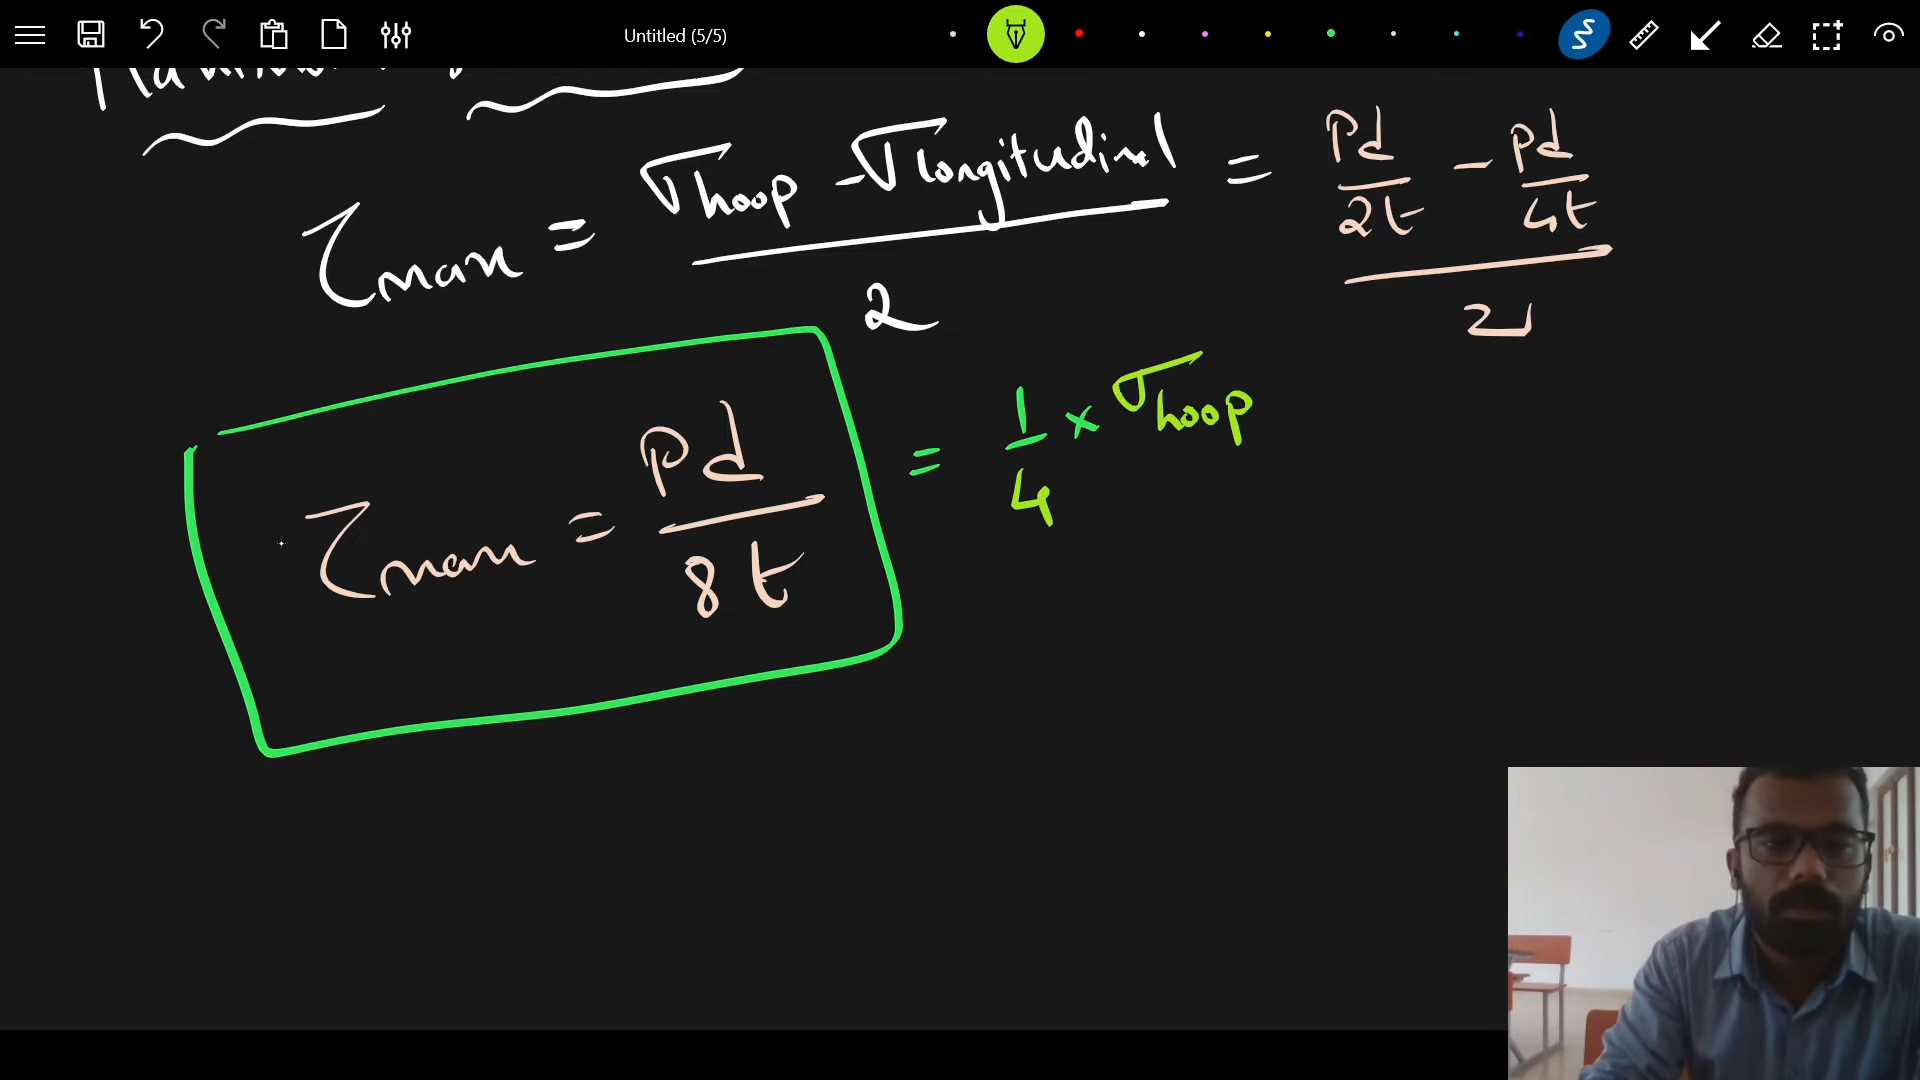 Untitled (5/5)
τmax = σhoop - σlongitudinal / 2 = Pd/2t - Pd/4t / 2
τmax = Pd/8t = 1/4 × σhoop